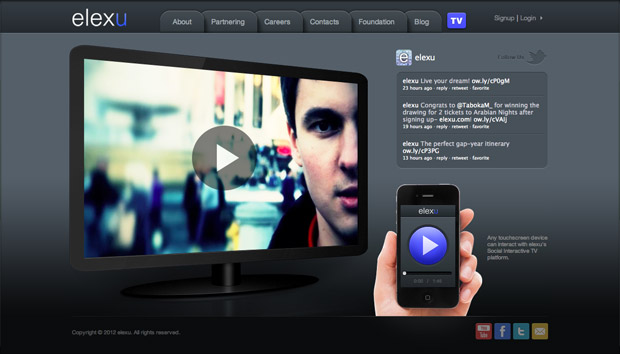 elexu
About
Partnering
Careers
Contacts
Foundation
Blog
TV
Signup | Login
e elexu
Follow Us
elexu Live your dream! ow.ly/cP0gM
23 hours ago · reply · retweet · favorite
elexu Congrats to @TabokaM_ for winning the
drawing for 2 tickets to Arabian Nights after
signing up– elexu.com! ow.ly/cVAlj
19 hours ago · reply · retweet · favorite
elexu The perfect gap-year itinerary
ow.ly/cP3PG
13 hours ago · reply · retweet · favorite
elexu
Any touchscreen device
can interact with elexu's
Social Interactive TV
platform.
Copyright © 2012 elexu. All rights reserved.
You
Tube
f
t